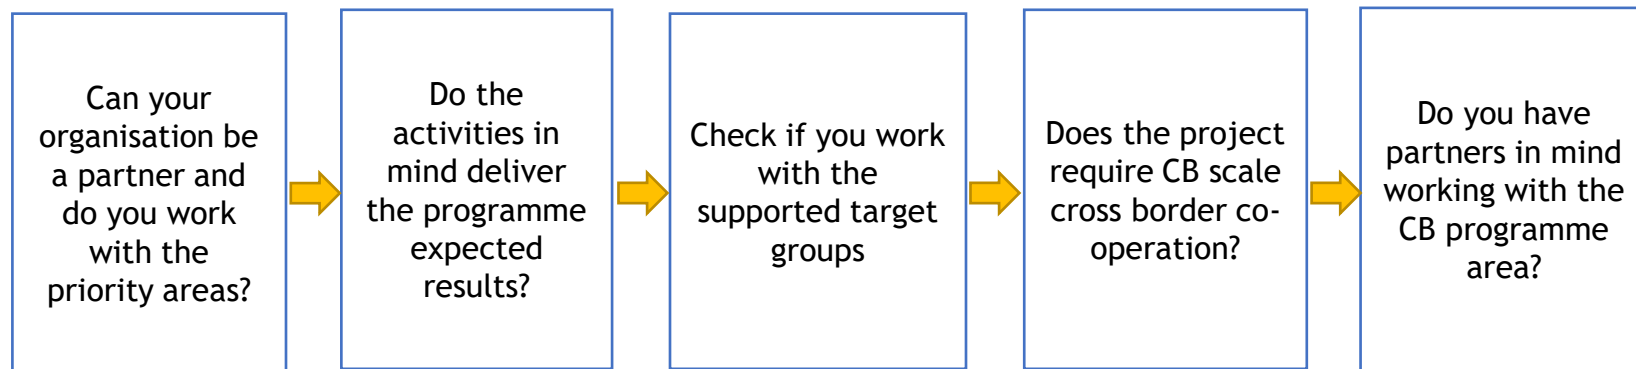 Can your
organisation be
a partner and
do you work
with the
priority areas?
Do the
activities in
mind deliver
the programme
expected
results?
Check if you work
with the
supported target
groups
Does the project
require CB scale
cross border co-
operation?
Do you have
partners in mind
working with the
CB programme
area?